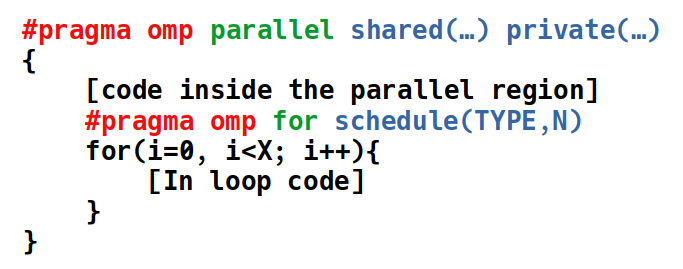 #pragma omp parallel shared(…) private(…)
{
    [code inside the parallel region]
    #pragma omp for schedule(TYPE,N)
    for(i=0, i<X; i++){
        [In loop code]
    }
}